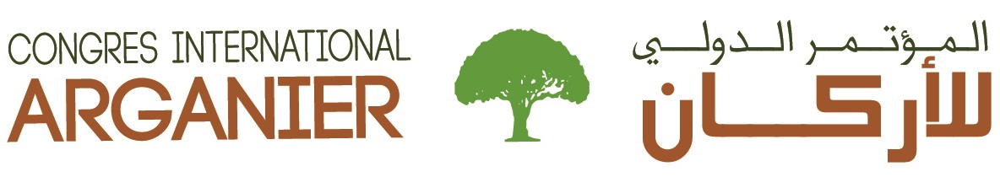 CONGRES INTERNATIONAL
ARGANIER
المؤتمر الدولي
للأركان